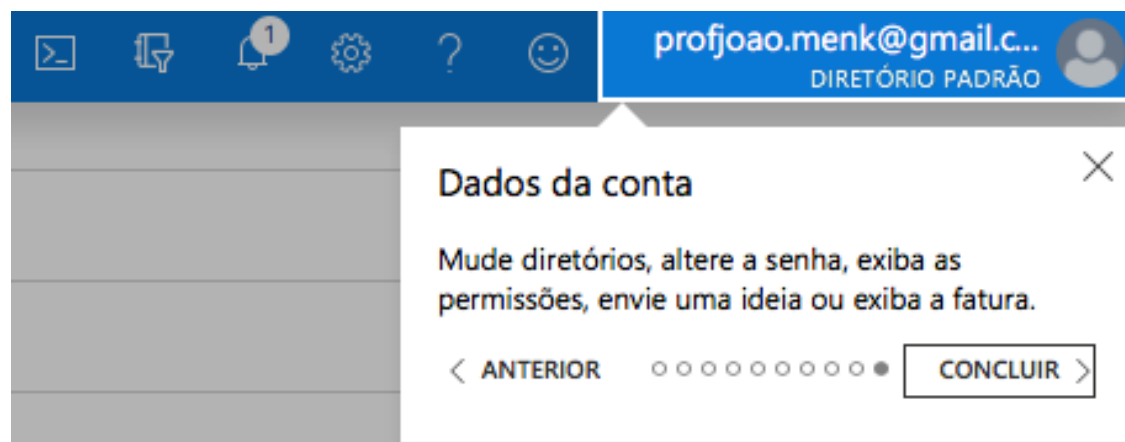 1
profjoao.menk@gmail.c...
DIRETÓRIO PADRÃO
Dados da conta
Mude diretórios, altere a senha, exiba as
permissões, envie uma ideia ou exiba a fatura.
ANTERIOR
CONCLUIR